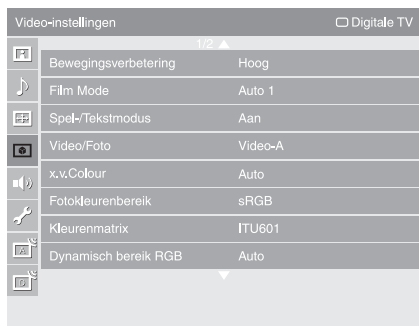 Video-instellingen Digitale TV
1/2
Bewegingsverbetering Hoog
Film Mode Auto 1
Spel-/Tekstmodus Aan
Video/Foto Video-A
x.v.Colour Auto
Fotokleurenbereik sRGB
Kleurenmatrix ITU601
Dynamisch bereik RGB Auto
A